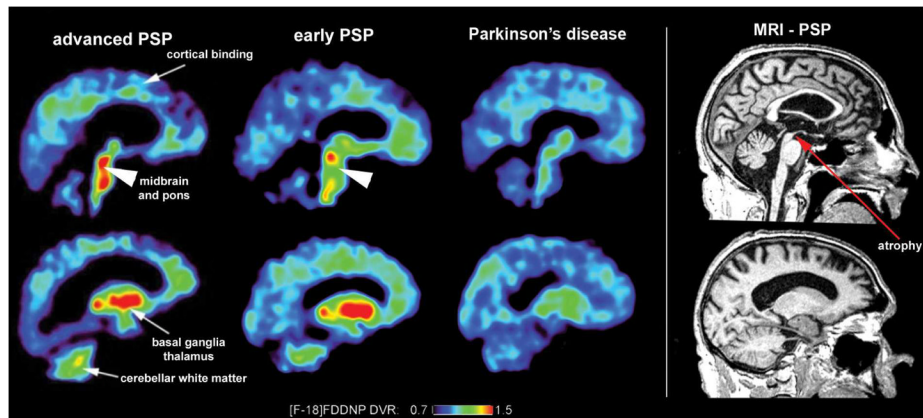 advanced PSP
early PSP
Parkinson's disease
MRI - PSP
cortical binding
midbrain
and pons
atrophy
basal ganglia
thalamus
cerebellar white matter
[F-18]FDDNP DVR: 0.7 1.5